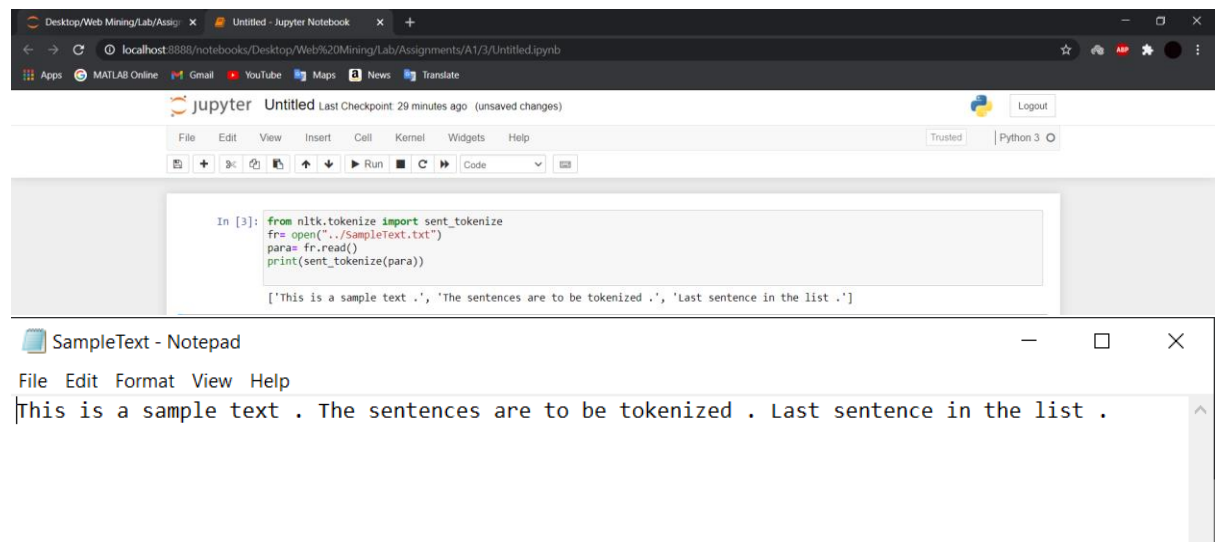 Desktop/Web Mining/Lab/Assign Untitled - Jupyter Notebook
localhost:8888/notebooks/Desktop/Web%20Mining/Lab/Assignments/A1/3/Untitled.ipynb ABP
Apps MATLAB Online Gmail YouTube Maps a News Translate
jupyter Untitled Last Checkpoint: 29 minutes ago (unsaved changes) Logout
File Edit View Insert Cell Kernel Widgets Help Trusted Python 3
Run Code
In [3]: from nltk.tokenize import sent_tokenize
fr= open("../SampleText.txt")
para= fr.read()
print(sent_tokenize(para))
['This is a sample text .', 'The sentences are to be tokenized .', 'Last sentence in the list .']
SampleText - Notepad
File Edit Format View Help
This is a sample text . The sentences are to be tokenized . Last sentence in the list .